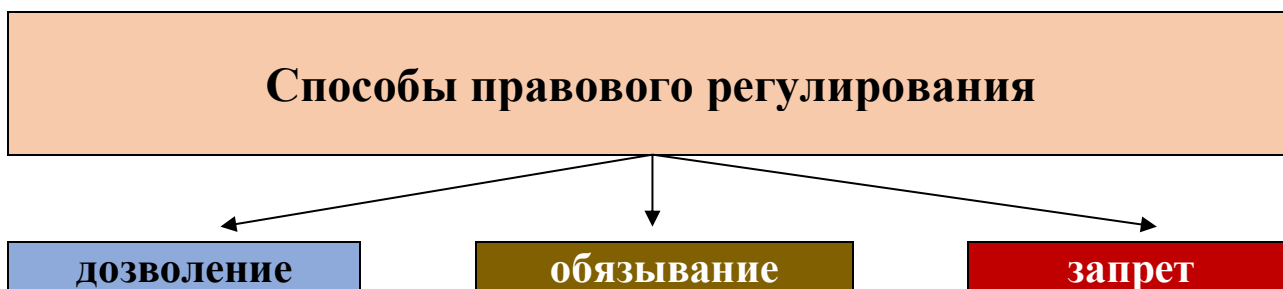 Способы правового регулирования
дозволение
обязывание
запрет